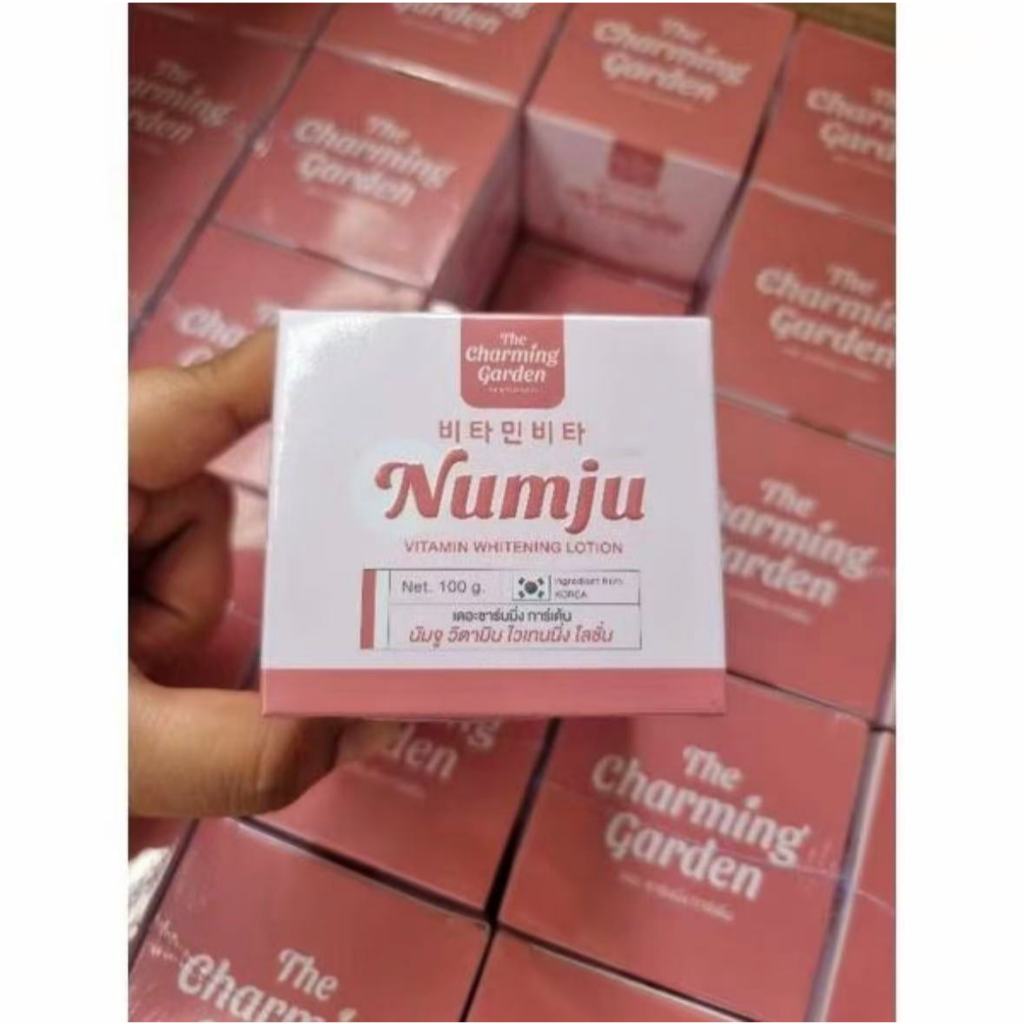 The
Charming
Garden
The
Charming
Garden
The
Charming
Garden
비타민비타
Numju
VITAMIN WHITENING LOTION
Net. 100 g.
Ingredient from
KOREA
เดอะชาร์มมิ่ง การ์เด้น
นัมจู วิตามิน ไวเทนนิ่ง โลชั่น
The
Charming
Garden
The
Charming